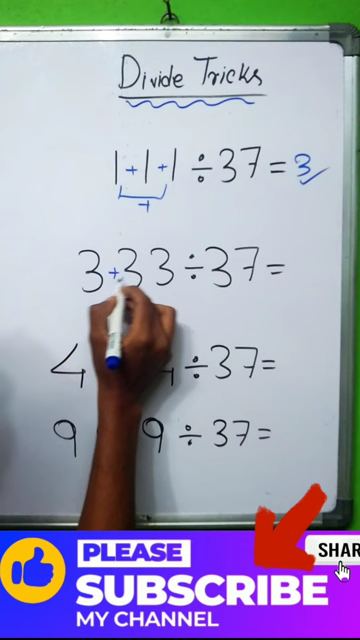 Divide Tricks
1+1+1÷37=3✓
+
3+33÷37=
4 4÷37=
9 9÷37=
PLEASE
SUBSCRIBE
MY CHANNEL
SHAR